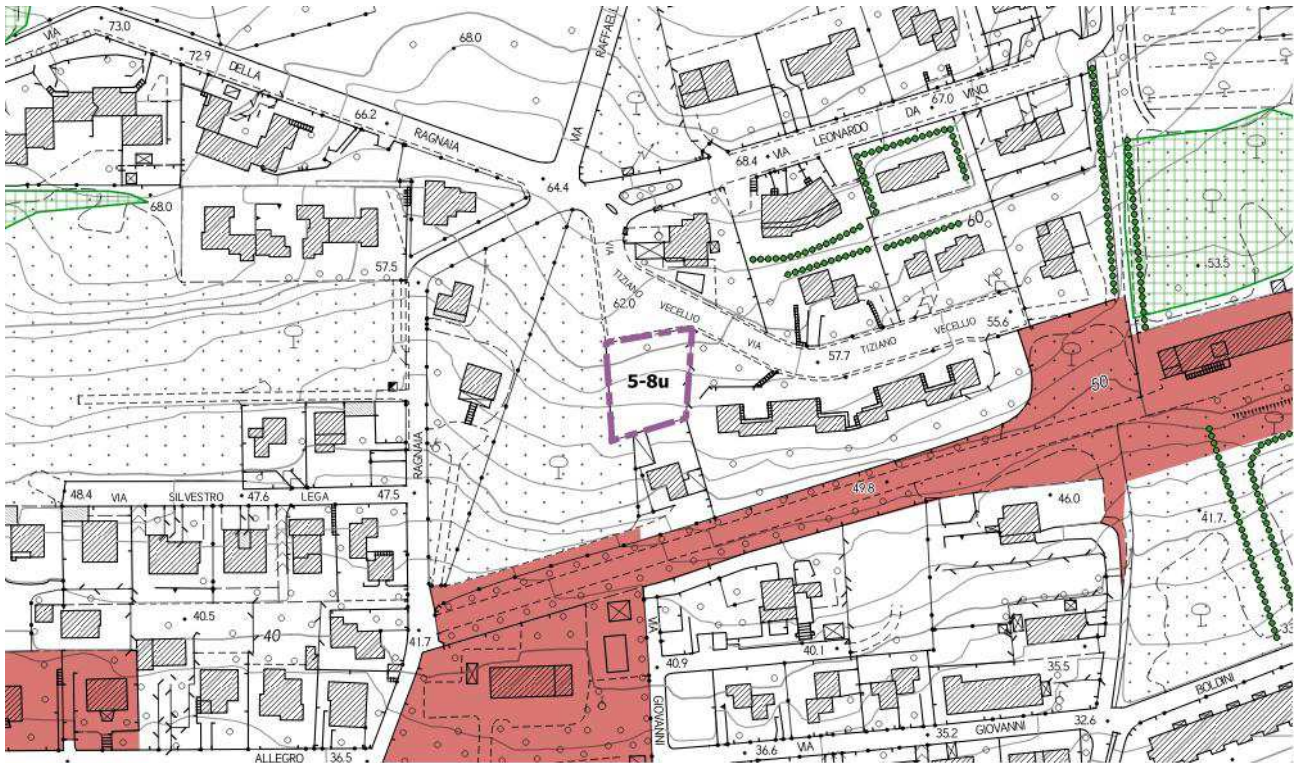 73.0
VIA
72.9
DELLA
68.0
RAFFAELL
66.2
RAGNAIA
VIA
67.0
VINCI
DA
LEONARDO
VIA
68.4
64.4
68.0
60
53.5
57.5
VIA
TIZIANO
62.0
VECELLIO
VIA
57.7
TIZIANO
VECELLIO
55.6
5-8u
50
RAGNAIA
48.4
VIA
SILVESTRO
47.6
LEGA
47.5
49.8
46.0
41.7
40.5
40
41.7
VIA
40.9
40.1
35.5
33
BOLDINI
GIOVANNI
36.6
VIA
35.2
GIOVANNI
32.6
ALLEGRO
36.5